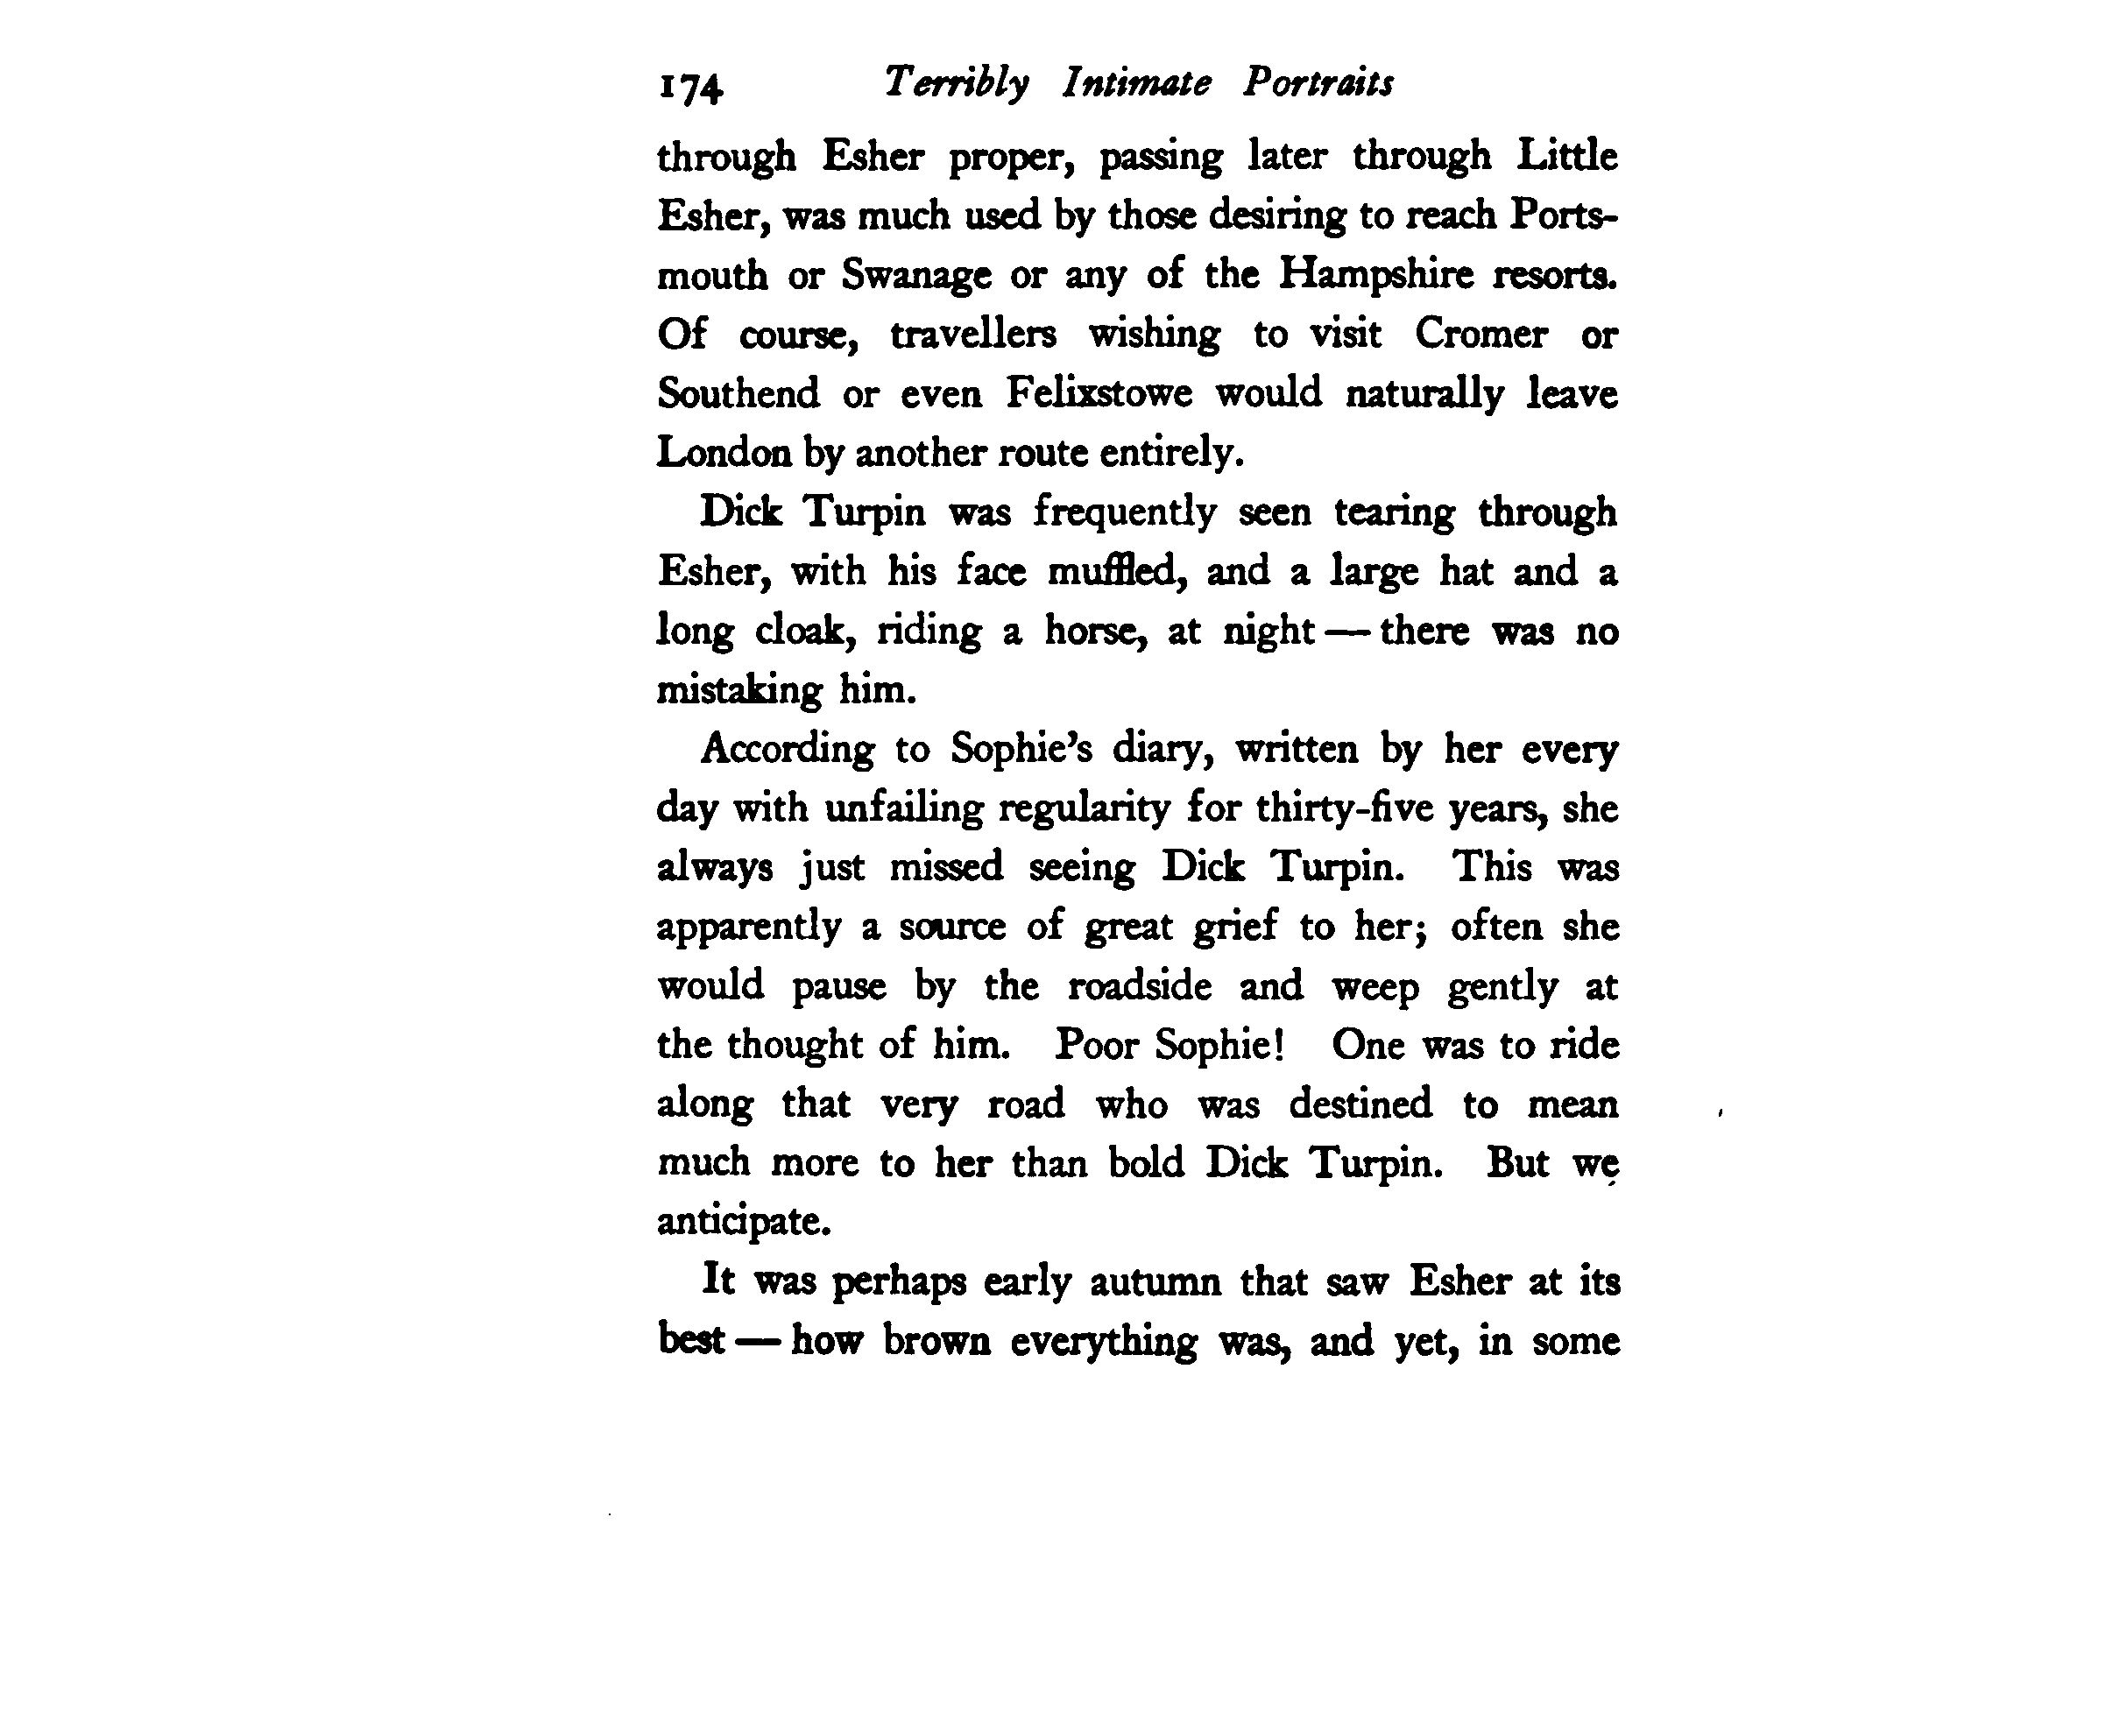 174 Terribly Intimate Portraits
through Esher proper, passing later through Little
Esher, was much used by those desiring to reach Ports-
mouth or Swanage or any of the Hampshire resorts.
Of course, travellers wishing to visit Cromer or
Southend or even Felixstowe would naturally leave
London by another route entirely.
Dick Turpin was frequently seen tearing through
Esher, with his face muffled, and a large hat and a
long cloak, riding a horse, at night — there was no
mistaking him.
According to Sophie's diary, written by her every
day with unfailing regularity for thirty-five years, she
always just missed seeing Dick Turpin. This was
apparently a source of great grief to her; often she
would pause by the roadside and weep gently at
the thought of him. Poor Sophie! One was to ride
along that very road who was destined to mean
much more to her than bold Dick Turpin. But we
anticipate.
It was perhaps early autumn that saw Esher at its
best — how brown everything was, and yet, in some